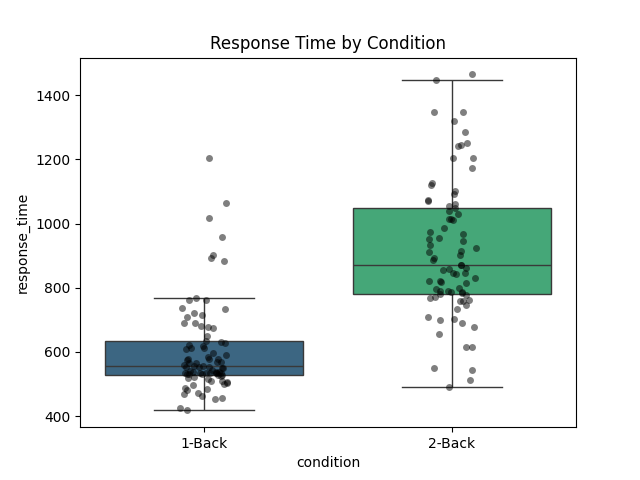 Response Time by Condition
1400
1200
1000
800
600
400
response_time
1-Back
2-Back
condition